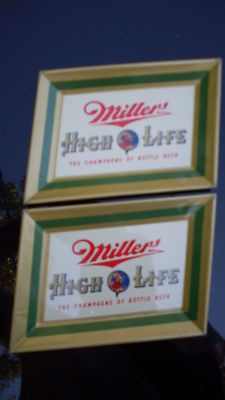 Miller
HIGH LIFE
THE CHAMPAGNE OF BOTTLE BEER
Miller
HIGH LIFE
THE CHAMPAGNE OF BOTTLE BEER